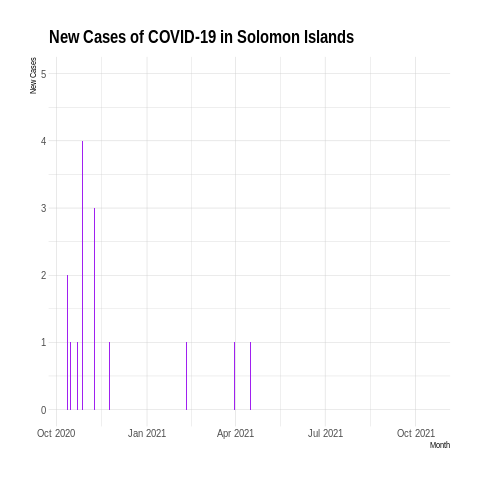 New Cases of COVID-19 in Solomon Islands
New Cases
5
4
3
2
1
0
Oct 2020 Jan 2021 Apr 2021 Jul 2021 Oct 2021
Month